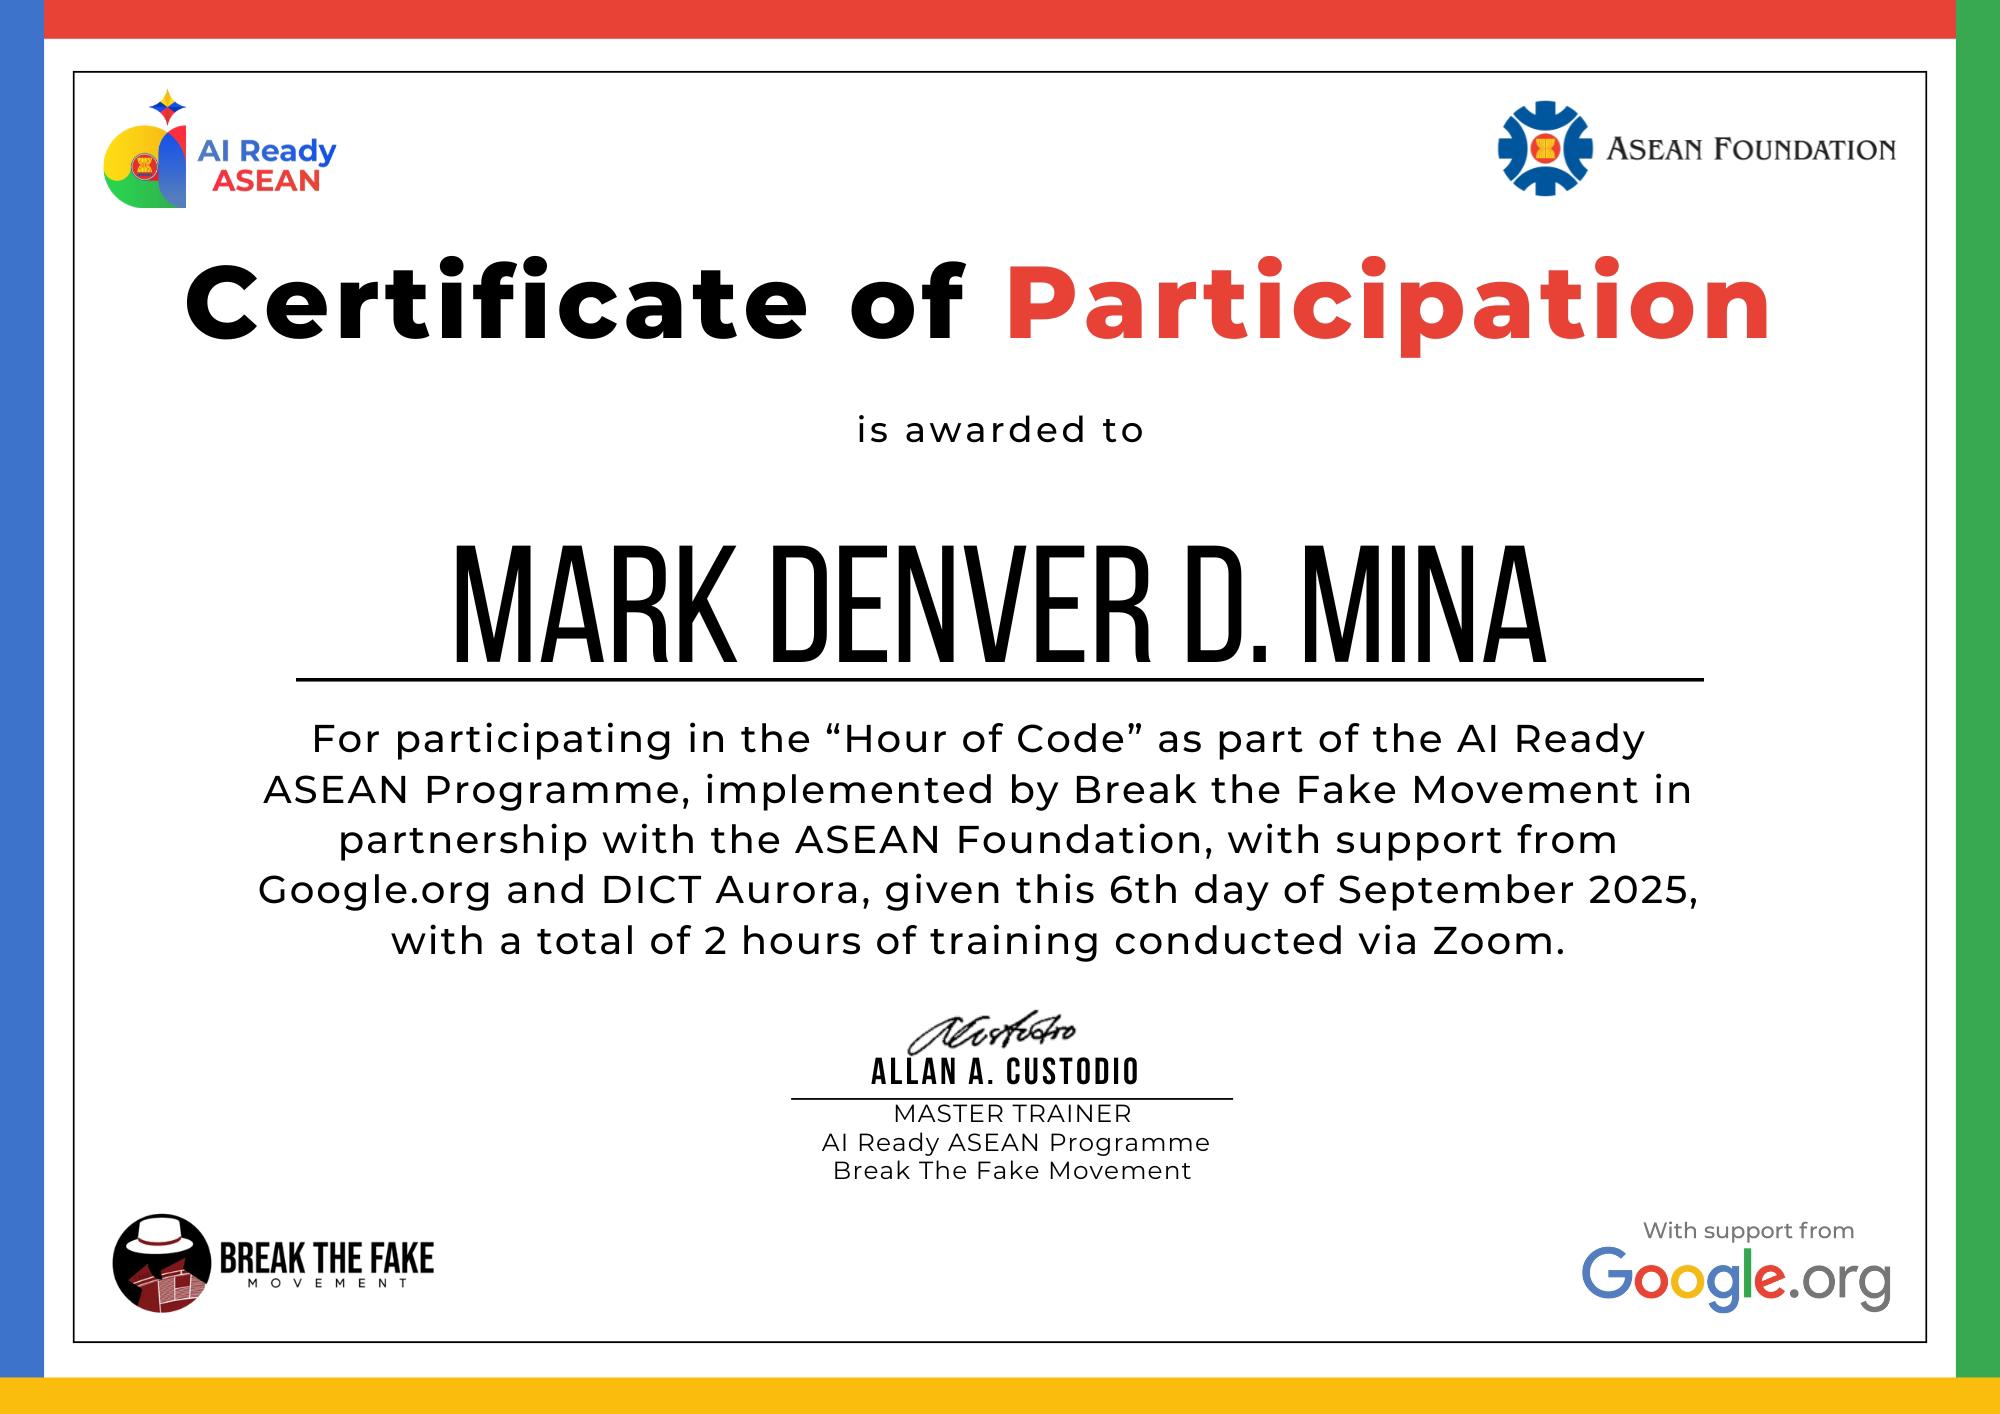 AI Ready
ASEAN
ASEAN FOUNDATION
Certificate of Participation
is awarded to
MARK DENVER D. MINA
For participating in the “Hour of Code” as part of the AI Ready
ASEAN Programme, implemented by Break the Fake Movement in
partnership with the ASEAN Foundation, with support from
Google.org and DICT Aurora, given this 6th day of September 2025,
with a total of 2 hours of training conducted via Zoom.
Custodio
ALLAN A. CUSTODIO
MASTER TRAINER
AI Ready ASEAN Programme
Break The Fake Movement
BREAK THE FAKE
MOVEMENT
With support from
Google.org